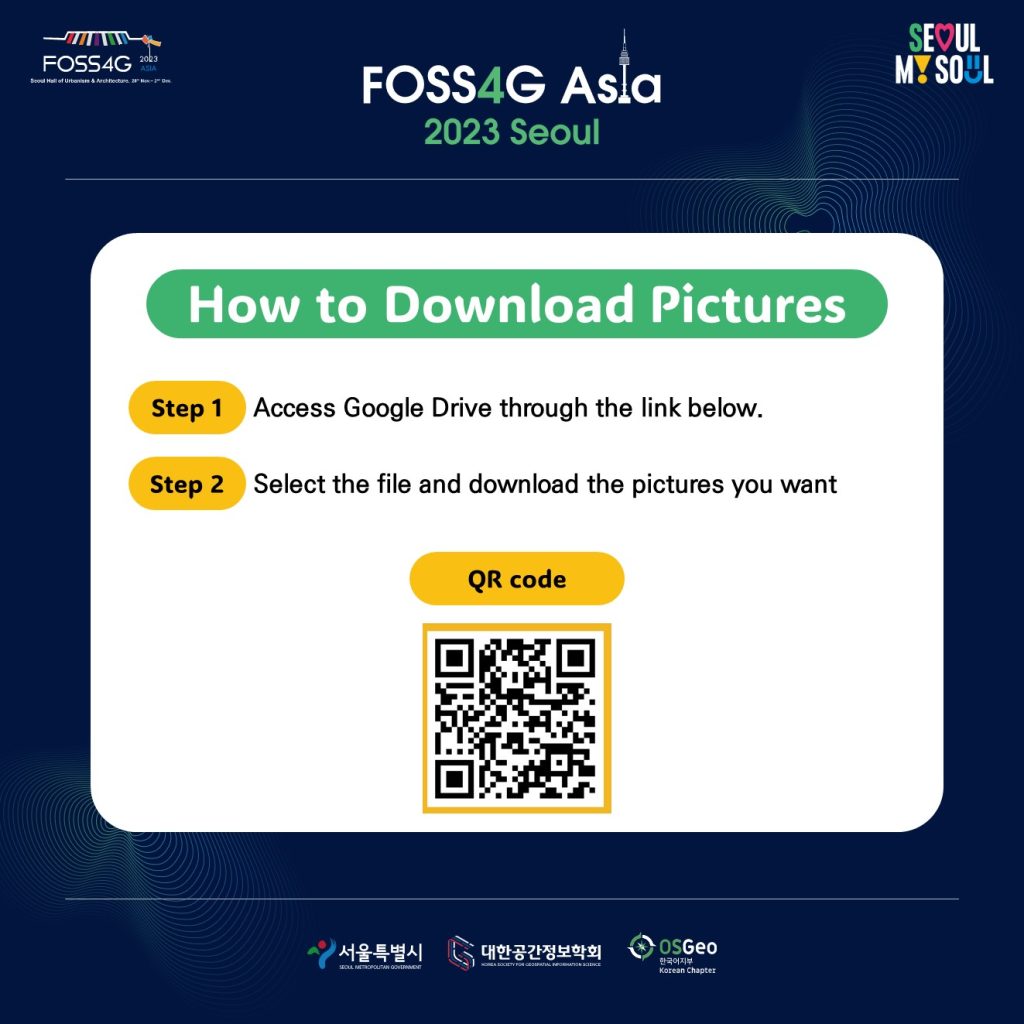 FOSS4G 2023 ASIA
Seoul Hall of Urbanism & Architecture, 28th Nov.– 2nd Dec.
FOSS4G Asia
2023 Seoul
SEOUL
MY SOUL
How to Download Pictures
Step 1 Access Google Drive through the link below.
Step 2 Select the file and download the pictures you want
QR code
서울특별시
SEOUL METROPOLITAN GOVERNMENT
대한공간정보학회
KOREA SOCIETY FOR GEOSPATIAL INFORMATION SCIENCE
OSGeo
한국어지부
Korean Chapter